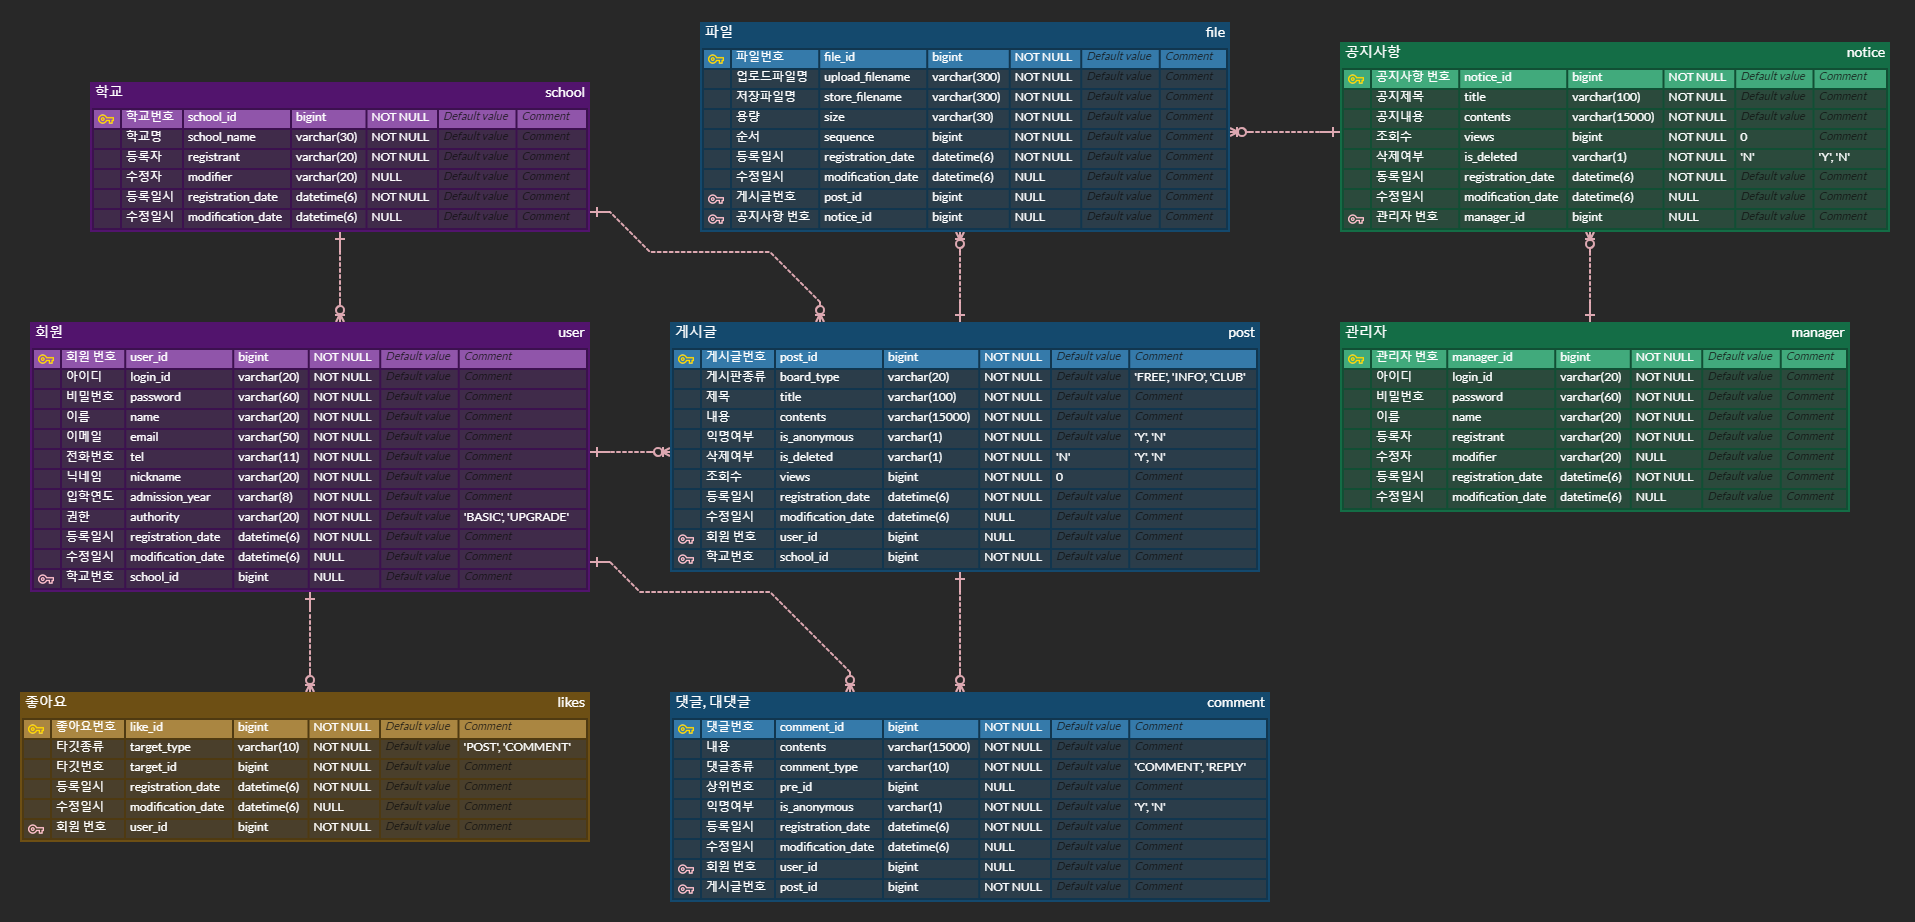 학교 school
학교번호 school_id bigint NOT NULL Default value Comment
학교명 school_name varchar(30) NOT NULL Default value Comment
등록자 registrant varchar(20) NOT NULL Default value Comment
수정자 modifier varchar(20) NULL Default value Comment
등록일시 registration_date datetime(6) NOT NULL Default value Comment
수정일시 modification_date datetime(6) NULL Default value Comment
파일 file
파일번호 file_id bigint NOT NULL Default value Comment
업로드파일명 upload_filename varchar(300) NOT NULL Default value Comment
저장파일명 store_filename varchar(300) NOT NULL Default value Comment
용량 size varchar(30) NOT NULL Default value Comment
순서 sequence bigint NOT NULL Default value Comment
등록일시 registration_date datetime(6) NOT NULL Default value Comment
수정일시 modification_date datetime(6) NULL Default value Comment
게시글번호 post_id bigint NULL Default value Comment
공지사항 번호 notice_id bigint NULL Default value Comment
공지사항 notice
공지사항 번호 notice_id bigint NOT NULL Default value Comment
공지제목 title varchar(100) NOT NULL Default value Comment
공지내용 contents varchar(15000) NOT NULL Default value Comment
조회수 views bigint NOT NULL 0 Comment
삭제여부 is_deleted varchar(1) NOT NULL 'N' 'Y', 'N'
등록일시 registration_date datetime(6) NOT NULL Default value Comment
수정일시 modification_date datetime(6) NULL Default value Comment
관리자 번호 manager_id bigint NULL Default value Comment
회원 user
회원 번호 user_id bigint NOT NULL Default value Comment
아이디 login_id varchar(20) NOT NULL Default value Comment
비밀번호 password varchar(60) NOT NULL Default value Comment
이름 name varchar(20) NOT NULL Default value Comment
이메일 email varchar(50) NOT NULL Default value Comment
전화번호 tel varchar(11) NOT NULL Default value Comment
닉네임 nickname varchar(20) NOT NULL Default value Comment
입학연도 admission_year varchar(8) NOT NULL Default value Comment
권한 authority varchar(20) NOT NULL Default value 'BASIC', 'UPGRADE'
등록일시 registration_date datetime(6) NOT NULL Default value Comment
수정일시 modification_date datetime(6) NULL Default value Comment
학교번호 school_id bigint NULL Default value Comment
게시글 post
게시글번호 post_id bigint NOT NULL Default value Comment
게시판종류 board_type varchar(20) NOT NULL Default value 'FREE', 'INFO', 'CLUB'
제목 title varchar(100) NOT NULL Default value Comment
내용 contents varchar(15000) NOT NULL Default value Comment
익명여부 is_anonymous varchar(1) NOT NULL Default value 'Y', 'N'
삭제여부 is_deleted varchar(1) NOT NULL 'N' 'Y', 'N'
조회수 views bigint NOT NULL 0 Comment
등록일시 registration_date datetime(6) NOT NULL Default value Comment
수정일시 modification_date datetime(6) NULL Default value Comment
회원 번호 user_id bigint NULL Default value Comment
학교번호 school_id bigint NOT NULL Default value Comment
관리자 manager
관리자 번호 manager_id bigint NOT NULL Default value Comment
아이디 login_id varchar(20) NOT NULL Default value Comment
비밀번호 password varchar(60) NOT NULL Default value Comment
이름 name varchar(20) NOT NULL Default value Comment
등록자 registrant varchar(20) NOT NULL Default value Comment
수정자 modifier varchar(20) NULL Default value Comment
등록일시 registration_date datetime(6) NOT NULL Default value Comment
수정일시 modification_date datetime(6) NULL Default value Comment
좋아요 likes
좋아요번호 like_id bigint NOT NULL Default value Comment
타깃종류 target_type varchar(10) NOT NULL Default value 'POST', 'COMMENT'
타깃번호 target_id bigint NOT NULL Default value Comment
등록일시 registration_date datetime(6) NOT NULL Default value Comment
수정일시 modification_date datetime(6) NULL Default value Comment
회원 번호 user_id bigint NOT NULL Default value Comment
댓글, 대댓글 comment
댓글번호 comment_id bigint NOT NULL Default value Comment
내용 contents varchar(15000) NOT NULL Default value Comment
댓글종류 comment_type varchar(10) NOT NULL Default value 'COMMENT', 'REPLY'
상위번호 pre_id bigint NULL Default value Comment
익명여부 is_anonymous varchar(1) NOT NULL Default value 'Y', 'N'
등록일시 registration_date datetime(6) NOT NULL Default value Comment
수정일시 modification_date datetime(6) NULL Default value Comment
회원 번호 user_id bigint NULL Default value Comment
게시글번호 post_id bigint NOT NULL Default value Comment